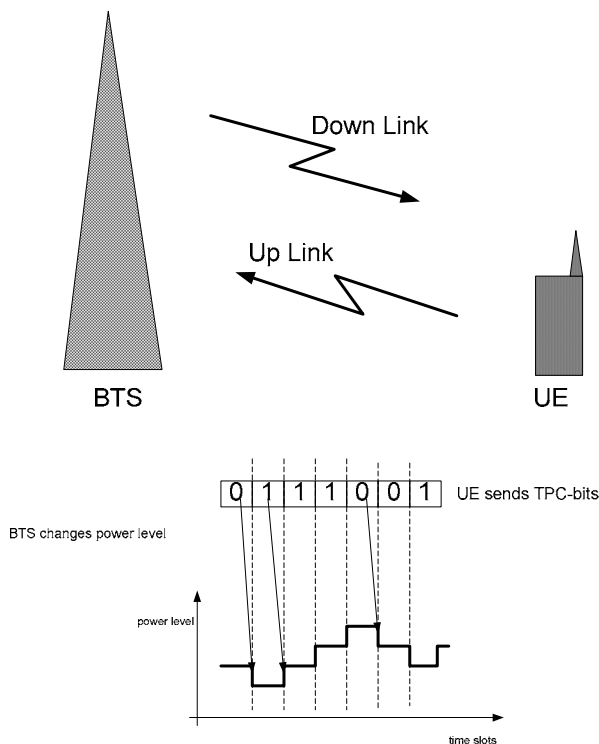 Down Link
Up Link
BTS
UE
0 1 1 1 0 0 1
UE sends TPC-bits
BTS changes power level
power level
time slots